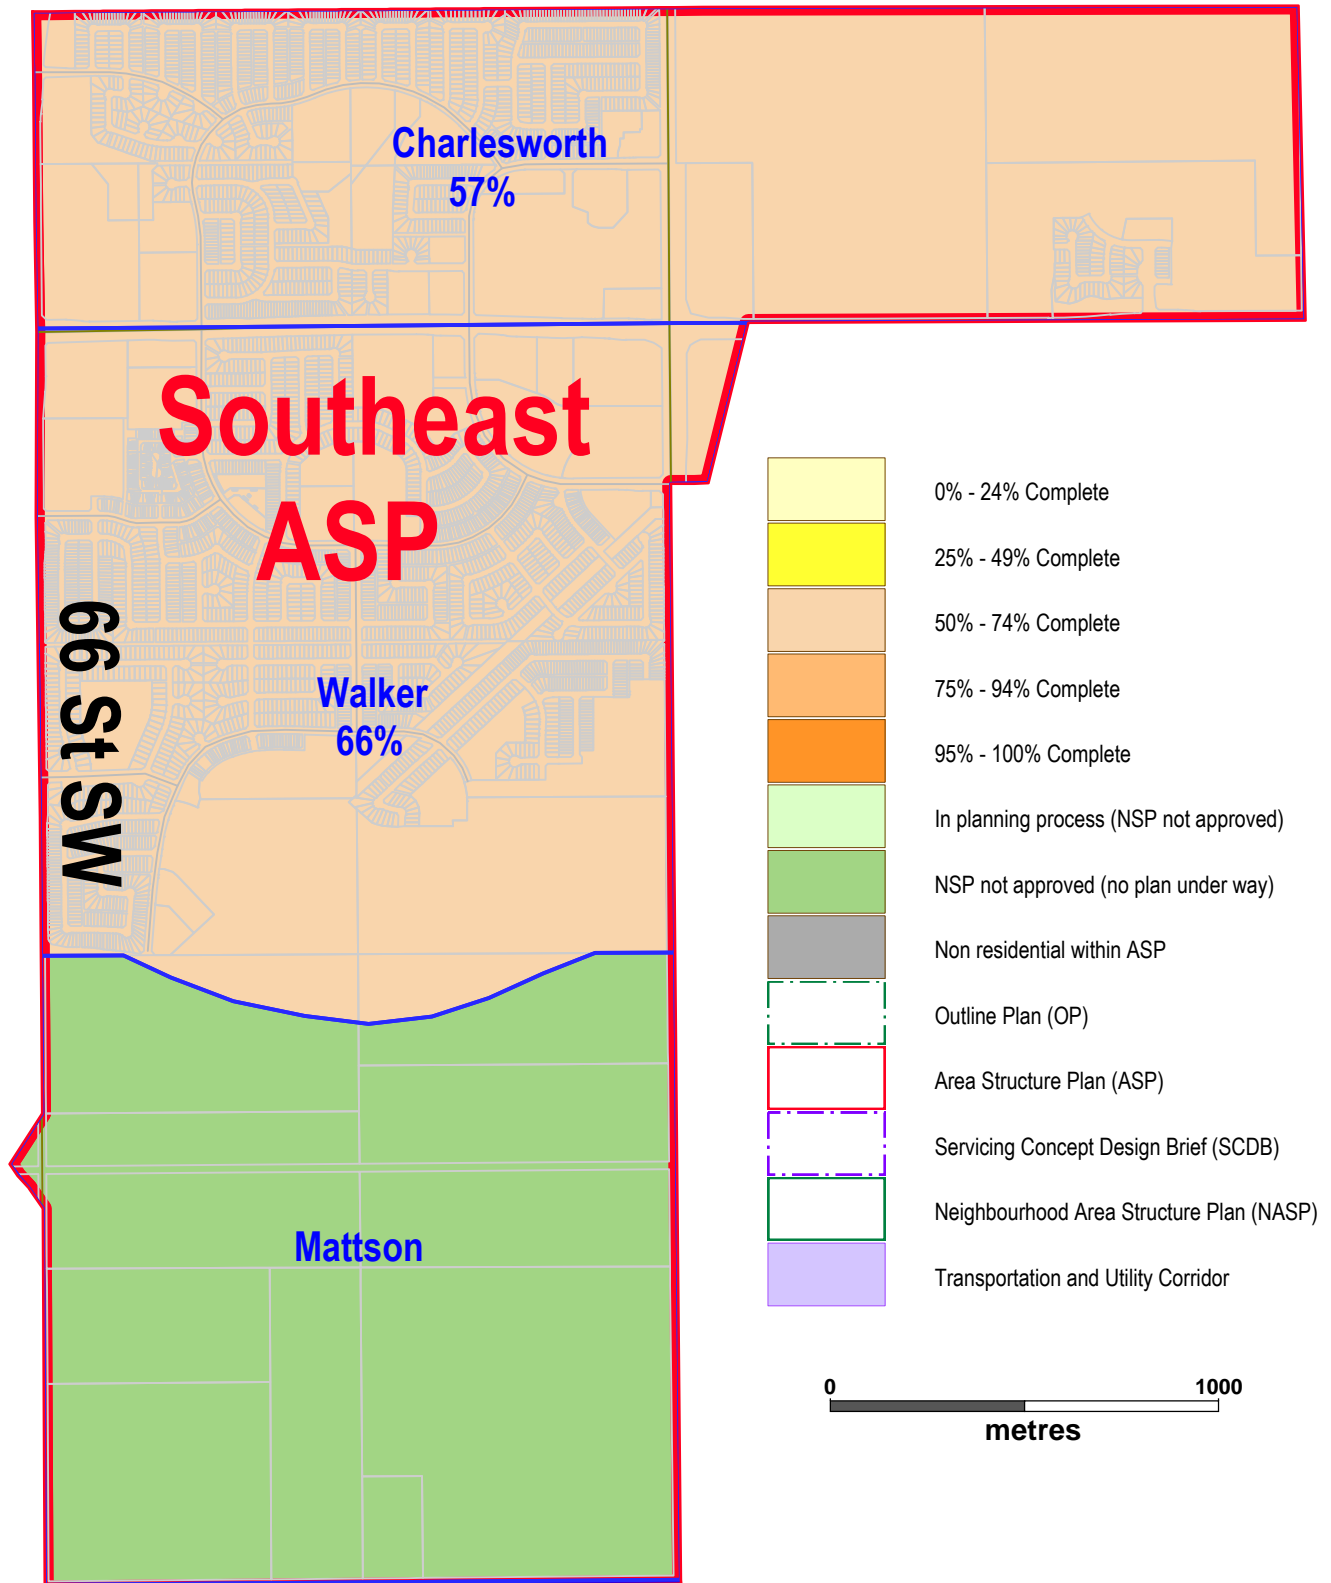 Charlesworth
57%
Southeast
ASP
66 St SW
Walker
66%
Mattson
0% - 24% Complete
25% - 49% Complete
50% - 74% Complete
75% - 94% Complete
95% - 100% Complete
In planning process (NSP not approved)
NSP not approved (no plan under way)
Non residential within ASP
Outline Plan (OP)
Area Structure Plan (ASP)
Servicing Concept Design Brief (SCDB)
Neighbourhood Area Structure Plan (NASP)
Transportation and Utility Corridor
0 1000
metres